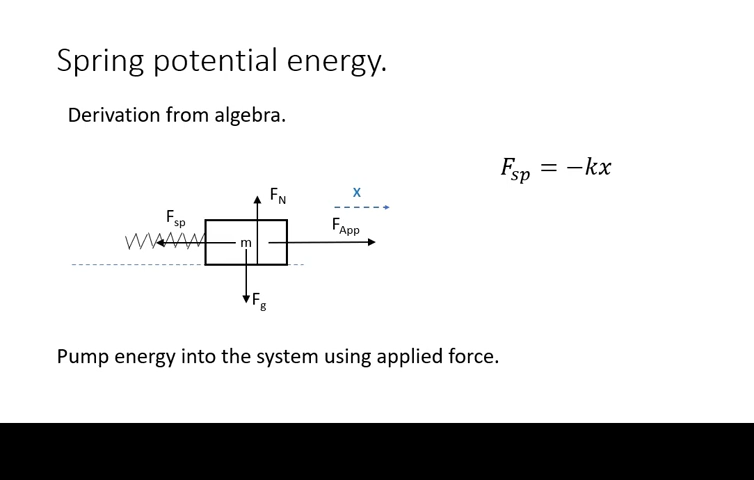 Spring potential energy.
Derivation from algebra.
F_sp = −kx
F_N
x
F_sp
F_App
m
F_g
Pump energy into the system using applied force.